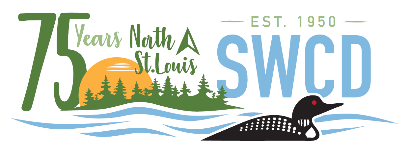 75 Years North
St. Louis
EST. 1950
SWCD